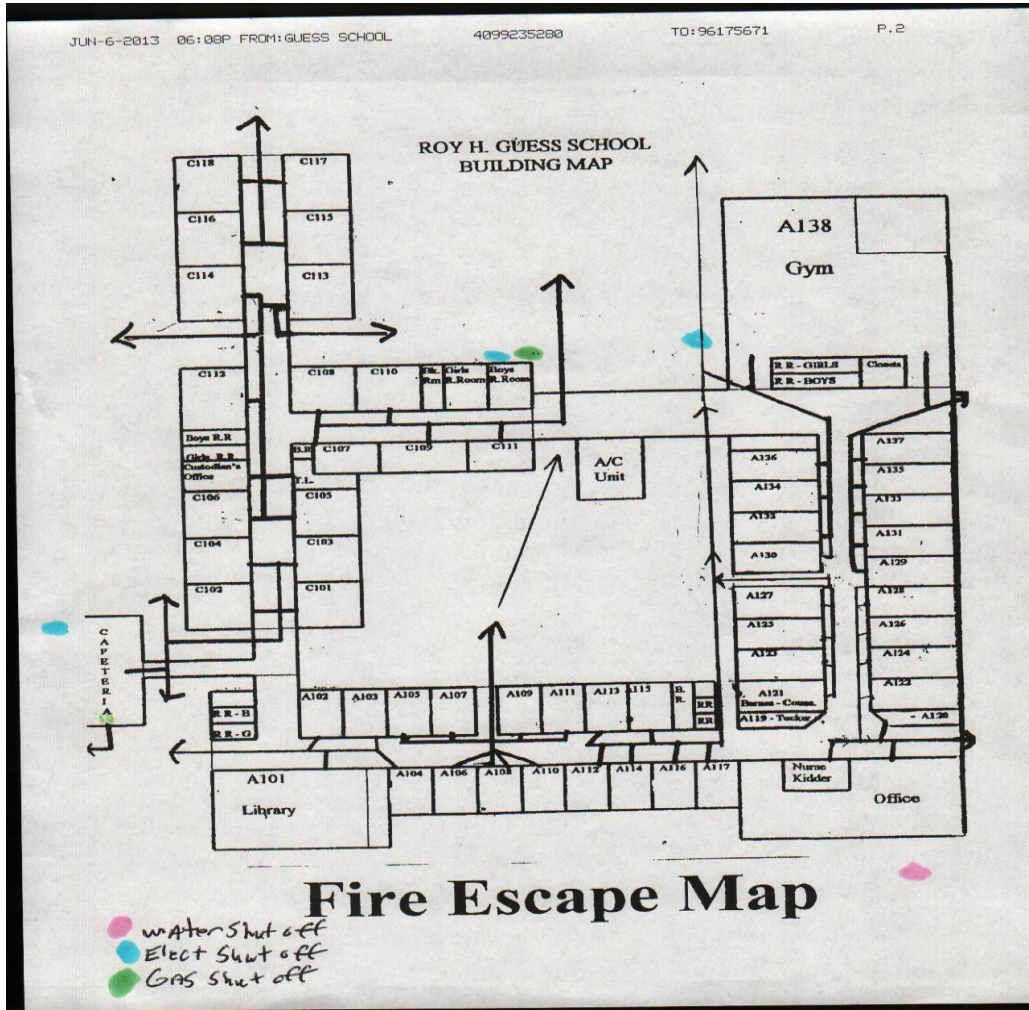 JUN-6-2013 06:08P FROM:GUESS SCHOOL 4099235280 TO:96175671 P.2
ROY H. GUESS SCHOOL
BUILDING MAP
C118 C117
C116 C115
C114 C113
A138
Gym
RR - GIRLS Closets
RR - BOYS
C112 C108 C110 Girls R.Room Boys R.Room
Boys R.R
Girls R.R
Custodian's
Office
B.R
T.L.
C107 C109 C111
A/C
Unit
C106 C105
C104 C103
C102 C101
A136 A137
A134 A135
A132 A133
A130 A131
A129
A127 A128
A125 A126
A123 A124
A121 A122
Barnes - Couns.
A119 - Tucker - A120
CAFETERIA
RR - B
RR - G
A102 A103 A105 A107 A109 A111 A113 A115 B.R. RR
RR
A101
Library
A104 A106 A108 A110 A112 A114 A116 A117
Nurse
Kidder
Office
Fire Escape Map
water Shut off
Elect Shut off
GAS Shut off